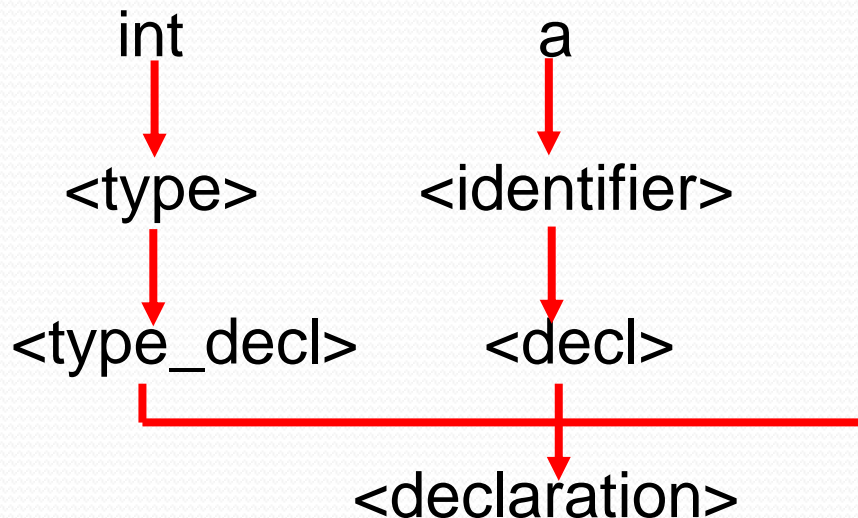 int a
<type> <identifier>
<type_decl> <decl>
<declaration>